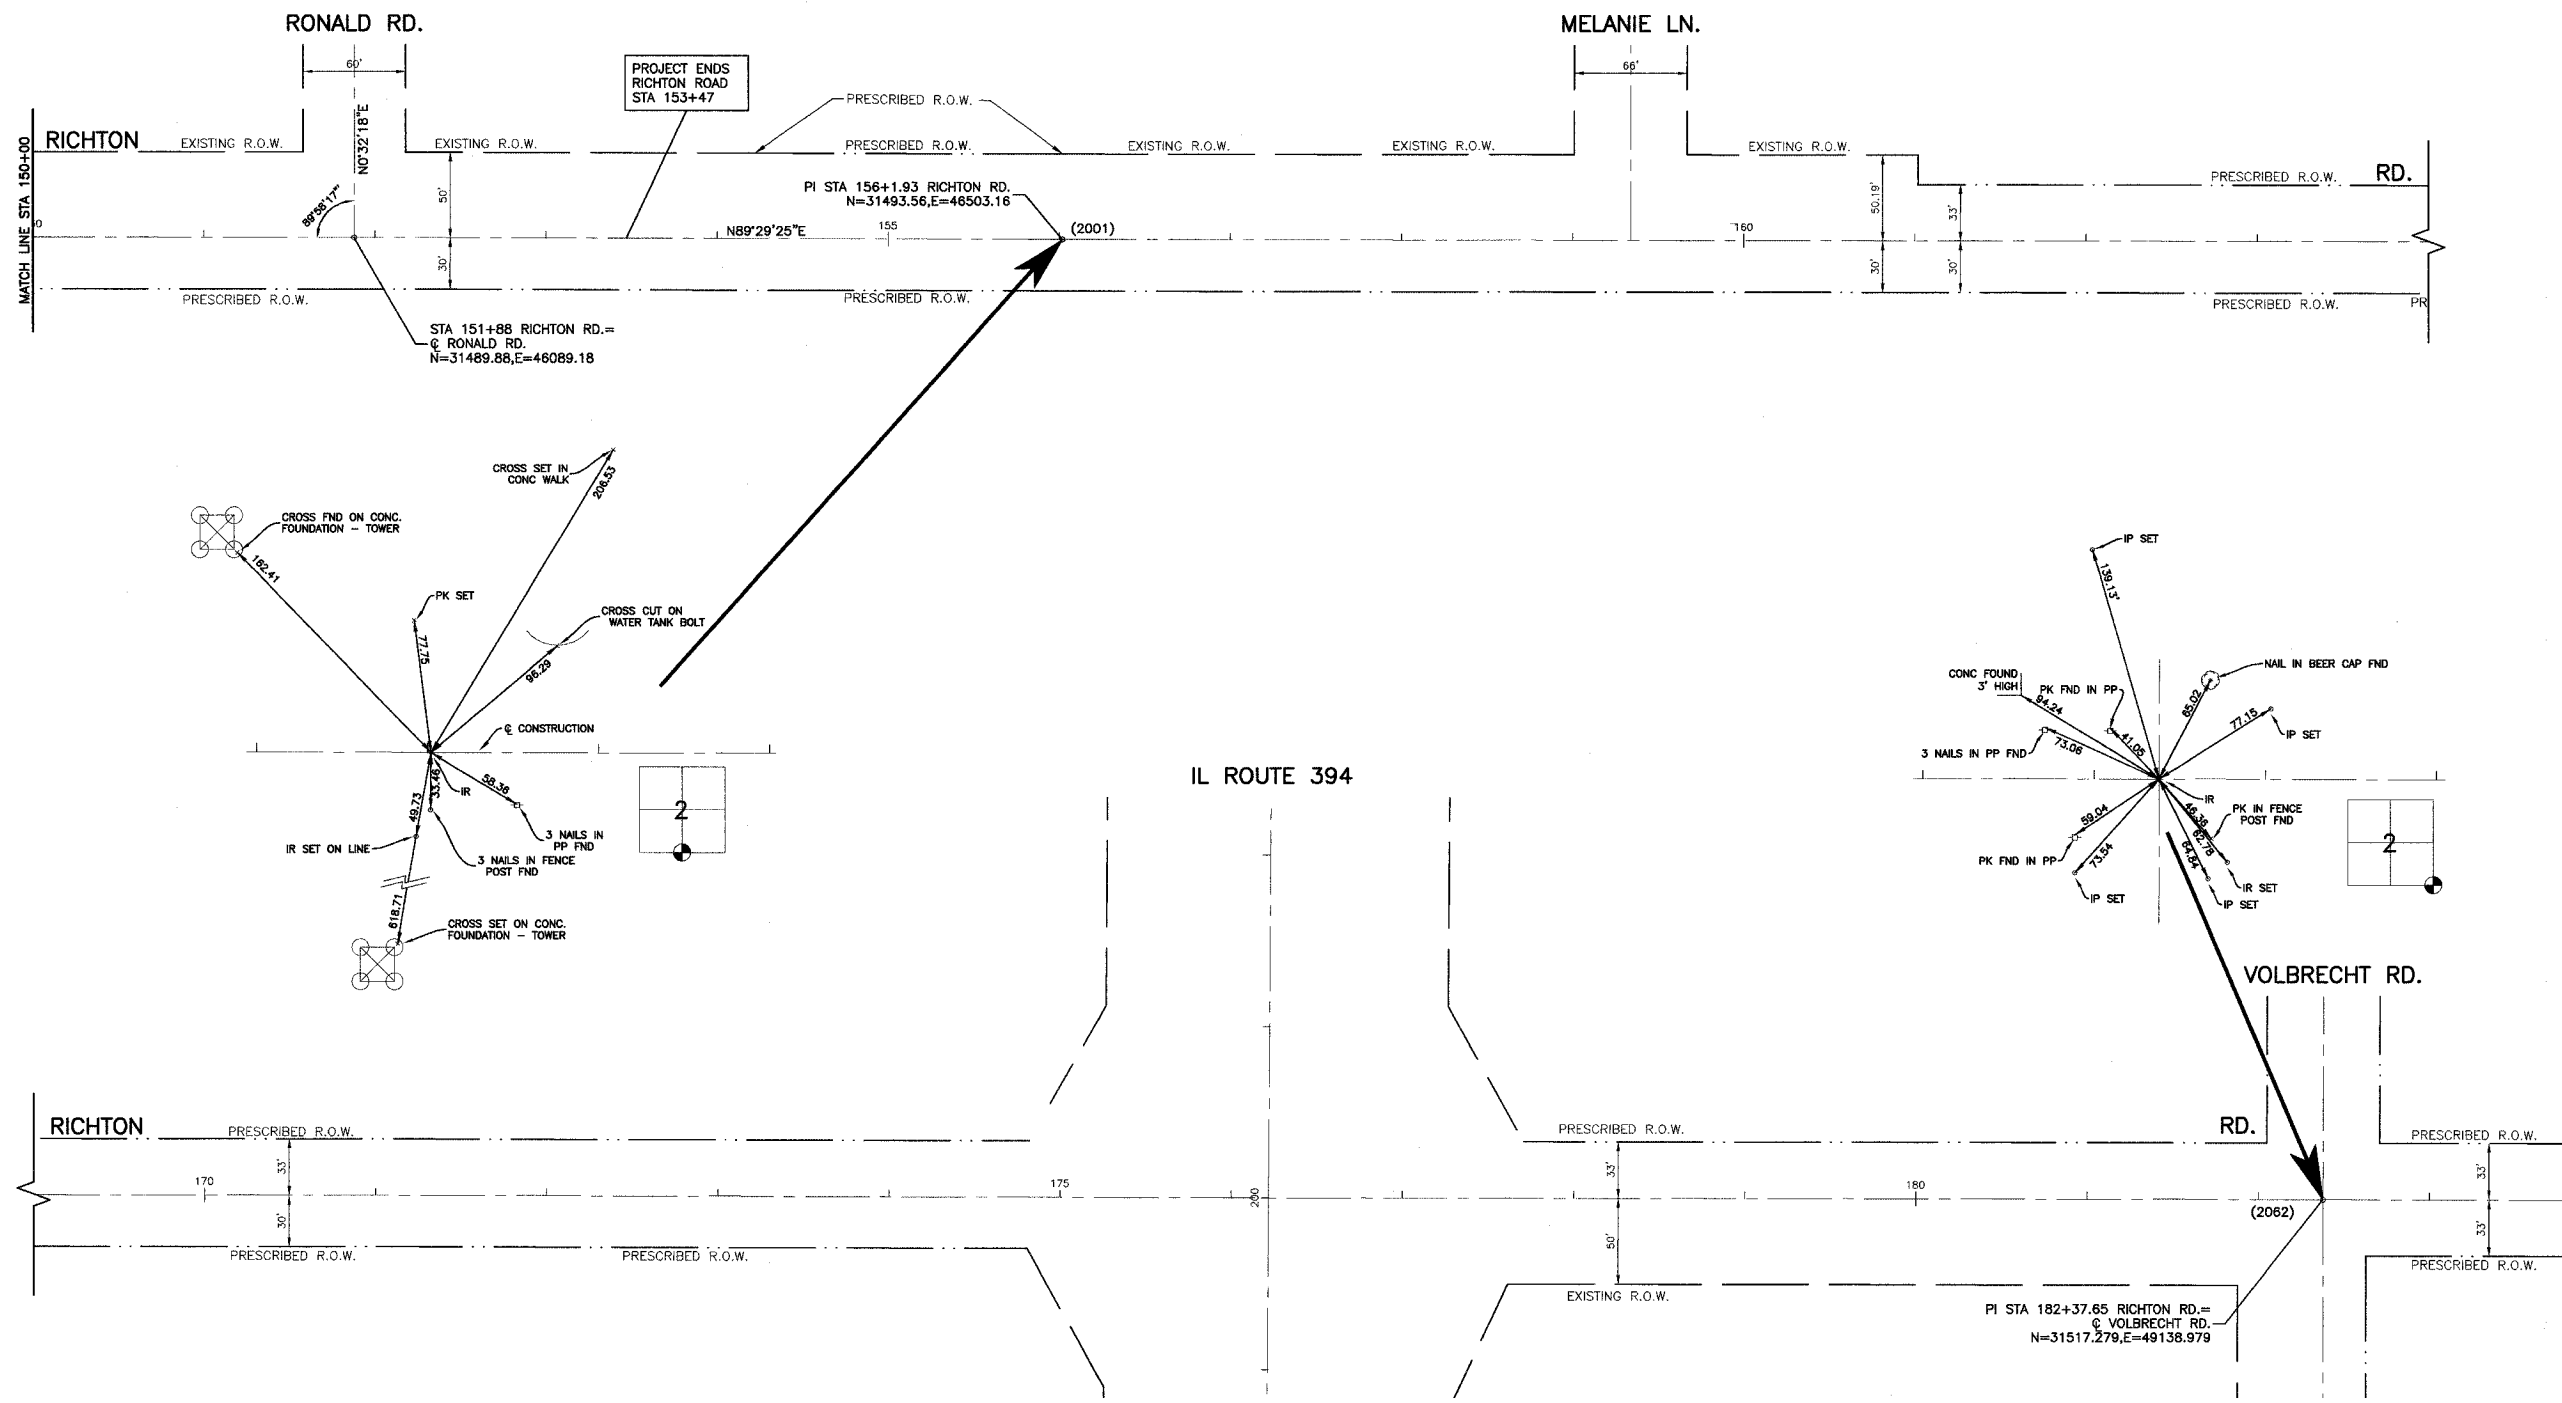 RONALD RD.
MELANIE LN.
60'
66'
PROJECT ENDS
RICHTON ROAD
STA 153+47
PRESCRIBED R.O.W.
MATCH LINE STA 150+00
RICHTON
EXISTING R.O.W.
N0°32'18"E
EXISTING R.O.W.
PRESCRIBED R.O.W.
EXISTING R.O.W.
EXISTING R.O.W.
EXISTING R.O.W.
PRESCRIBED R.O.W.
RD.
89°58'17"
50'
PI STA 156+1.93 RICHTON RD.
N=31493.56,E=46503.16
50.19'
33'
N89°29'25"E
155
(2001)
160
30'
30'
30'
PRESCRIBED R.O.W.
PRESCRIBED R.O.W.
PRESCRIBED R.O.W.
PR
STA 151+88 RICHTON RD.=
℄ RONALD RD.
N=31489.88,E=46089.18
CROSS SET IN
CONC WALK
206.53
CROSS FND ON CONC.
FOUNDATION - TOWER
162.41
PK SET
77.75
CROSS CUT ON
WATER TANK BOLT
96.29
℄ CONSTRUCTION
58.36
33.46
IR
49.73
IR SET ON LINE
3 NAILS IN
PP FND
3 NAILS IN FENCE
POST FND
2
618.71
CROSS SET ON CONC.
FOUNDATION - TOWER
IP SET
139.13'
NAIL IN BEER CAP FND
CONC FOUND
3' HIGH
94.24
PK FND IN PP
65.02
77.15
IP SET
3 NAILS IN PP FND
73.06
41.05
IR
PK IN FENCE
POST FND
59.04
46.36
62.78
64.84
PK FND IN PP
73.54
IR SET
IP SET
IP SET
2
IL ROUTE 394
VOLBRECHT RD.
RICHTON
PRESCRIBED R.O.W.
PRESCRIBED R.O.W.
RD.
PRESCRIBED R.O.W.
33'
33'
33'
170
175
200
180
(2062)
30'
50'
33'
PRESCRIBED R.O.W.
PRESCRIBED R.O.W.
EXISTING R.O.W.
PRESCRIBED R.O.W.
PI STA 182+37.65 RICHTON RD.=
℄ VOLBRECHT RD.
N=31517.279,E=49138.979